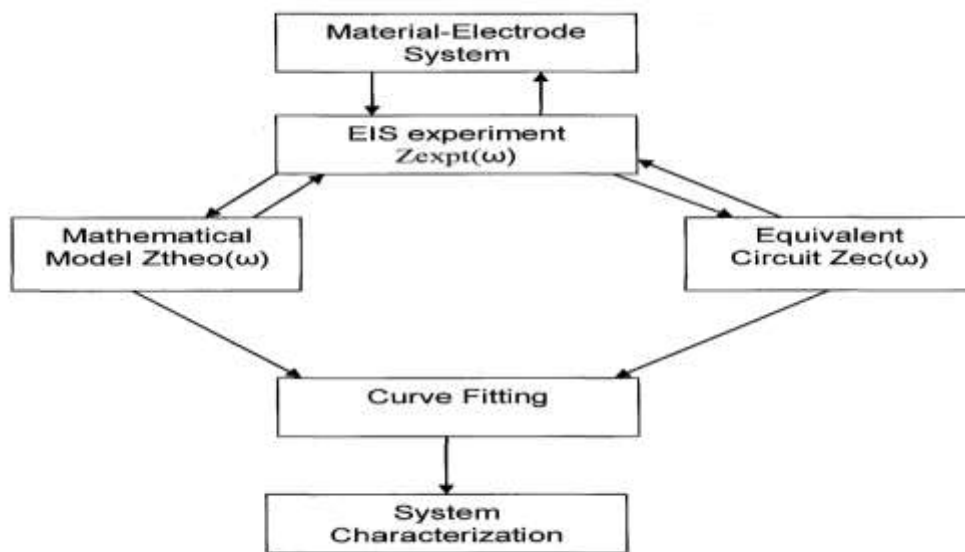 Material-Electrode
System
EIS experiment
Zexpt(ω)
Mathematical
Model Ztheo(ω)
Equivalent
Circuit Zec(ω)
Curve Fitting
System
Characterization